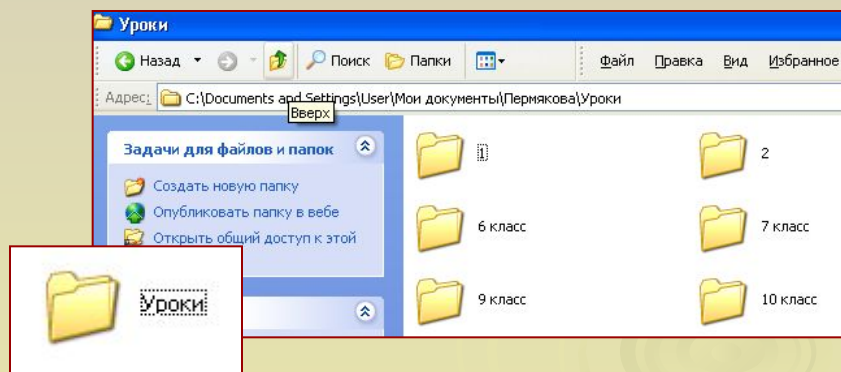 Уроки
Назад Поиск Папки Файл Правка Вид Избранное
Адрес: C:\Documents and Settings\User\Мои документы\Пермякова\Уроки
Вверх
Задачи для файлов и папок
Создать новую папку
Опубликовать папку в вебе
Открыть общий доступ к этой
1 2
6 класс 7 класс
9 класс 10 класс
Уроки